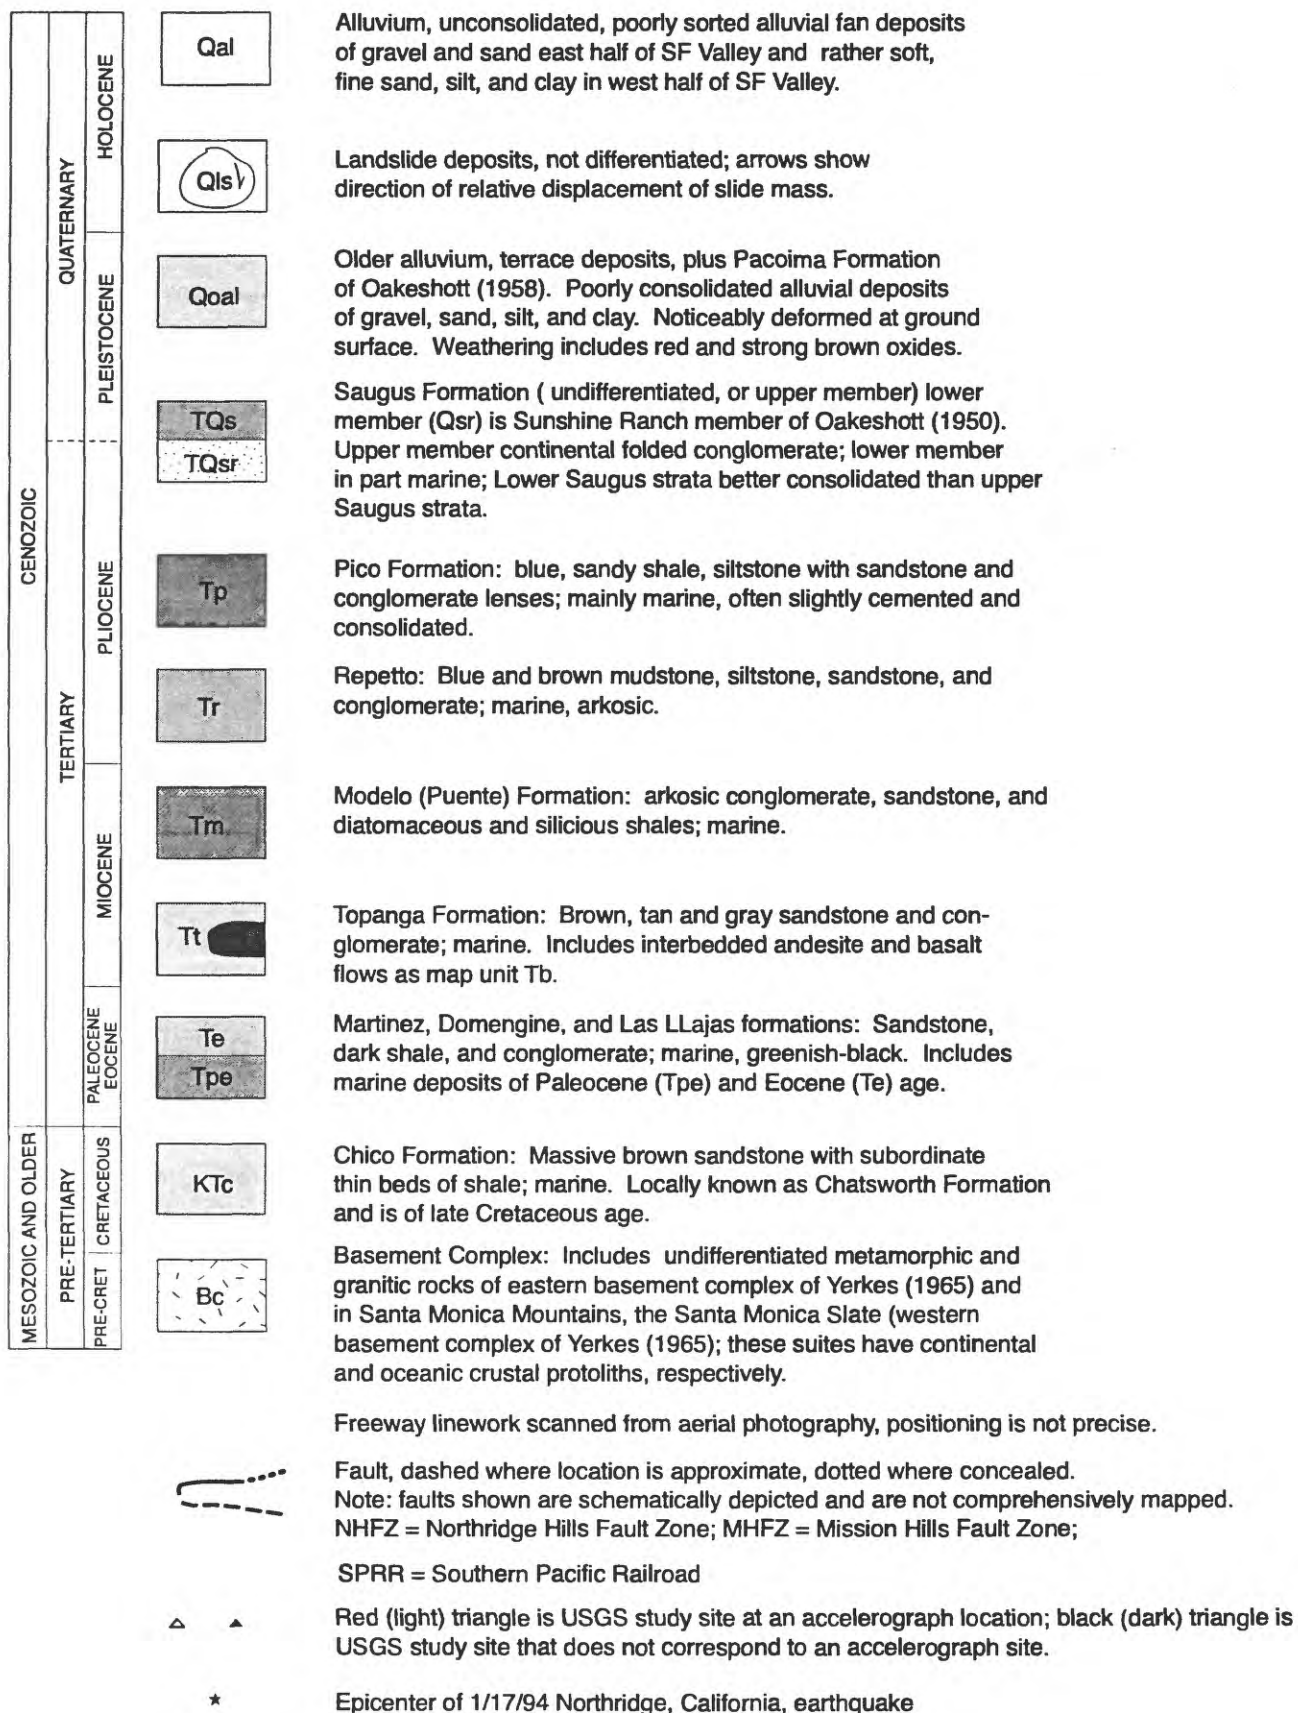 CENOZOIC
MESOZOIC AND OLDER
QUATERNARY
TERTIARY
PRE-TERTIARY
HOLOCENE
PLEISTOCENE
PLIOCENE
MIOCENE
PALEOCENE
EOCENE
CRETACEOUS
PRE-CRET
Qal
Alluvium, unconsolidated, poorly sorted alluvial fan deposits
of gravel and sand east half of SF Valley and rather soft,
fine sand, silt, and clay in west half of SF Valley.
Qls
Landslide deposits, not differentiated; arrows show
direction of relative displacement of slide mass.
Qoal
Older alluvium, terrace deposits, plus Pacoima Formation
of Oakeshott (1958). Poorly consolidated alluvial deposits
of gravel, sand, silt, and clay. Noticeably deformed at ground
surface. Weathering includes red and strong brown oxides.
TQs
TQsr
Saugus Formation ( undifferentiated, or upper member) lower
member (Qsr) is Sunshine Ranch member of Oakeshott (1950).
Upper member continental folded conglomerate; lower member
in part marine; Lower Saugus strata better consolidated than upper
Saugus strata.
Tp
Pico Formation: blue, sandy shale, siltstone with sandstone and
conglomerate lenses; mainly marine, often slightly cemented and
consolidated.
Tr
Repetto: Blue and brown mudstone, siltstone, sandstone, and
conglomerate; marine, arkosic.
Tm
Modelo (Puente) Formation: arkosic conglomerate, sandstone, and
diatomaceous and silicious shales; marine.
Tt
Topanga Formation: Brown, tan and gray sandstone and con-
glomerate; marine. Includes interbedded andesite and basalt
flows as map unit Tb.
Te
Tpe
Martinez, Domengine, and Las LLajas formations: Sandstone,
dark shale, and conglomerate; marine, greenish-black. Includes
marine deposits of Paleocene (Tpe) and Eocene (Te) age.
KTc
Chico Formation: Massive brown sandstone with subordinate
thin beds of shale; marine. Locally known as Chatsworth Formation
and is of late Cretaceous age.
Bc
Basement Complex: Includes undifferentiated metamorphic and
granitic rocks of eastern basement complex of Yerkes (1965) and
in Santa Monica Mountains, the Santa Monica Slate (western
basement complex of Yerkes (1965); these suites have continental
and oceanic crustal protoliths, respectively.
Freeway linework scanned from aerial photography, positioning is not precise.
Fault, dashed where location is approximate, dotted where concealed.
Note: faults shown are schematically depicted and are not comprehensively mapped.
NHFZ = Northridge Hills Fault Zone; MHFZ = Mission Hills Fault Zone;
SPRR = Southern Pacific Railroad
Red (light) triangle is USGS study site at an accelerograph location; black (dark) triangle is
USGS study site that does not correspond to an accelerograph site.
Epicenter of 1/17/94 Northridge, California, earthquake